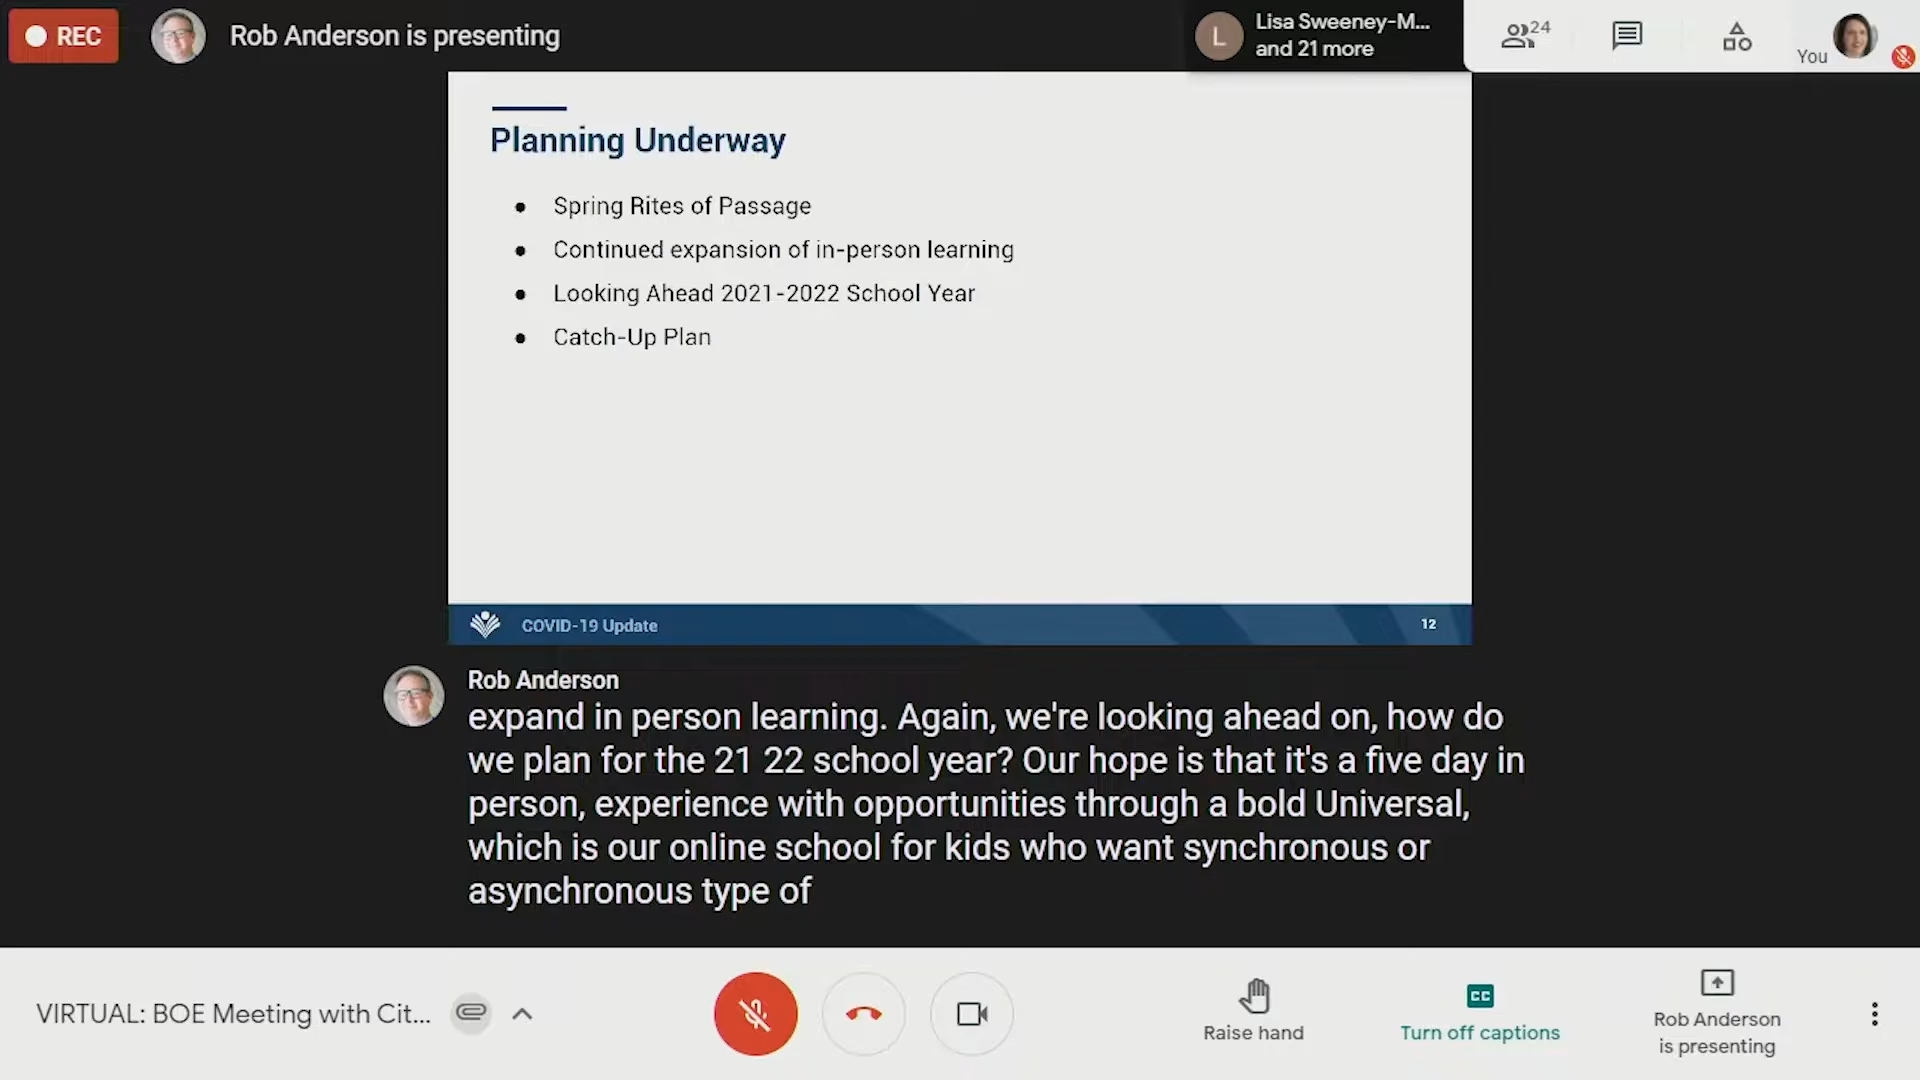 REC
Rob Anderson is presenting
L
Lisa Sweeney-M...
and 21 more
24
You
Planning Underway
● Spring Rites of Passage
● Continued expansion of in-person learning
● Looking Ahead 2021-2022 School Year
● Catch-Up Plan
COVID-19 Update
12
Rob Anderson
expand in person learning. Again, we're looking ahead on, how do
we plan for the 21 22 school year? Our hope is that it's a five day in
person, experience with opportunities through a bold Universal,
which is our online school for kids who want synchronous or
asynchronous type of
VIRTUAL: BOE Meeting with Cit...
Raise hand
CC
Turn off captions
Rob Anderson
is presenting